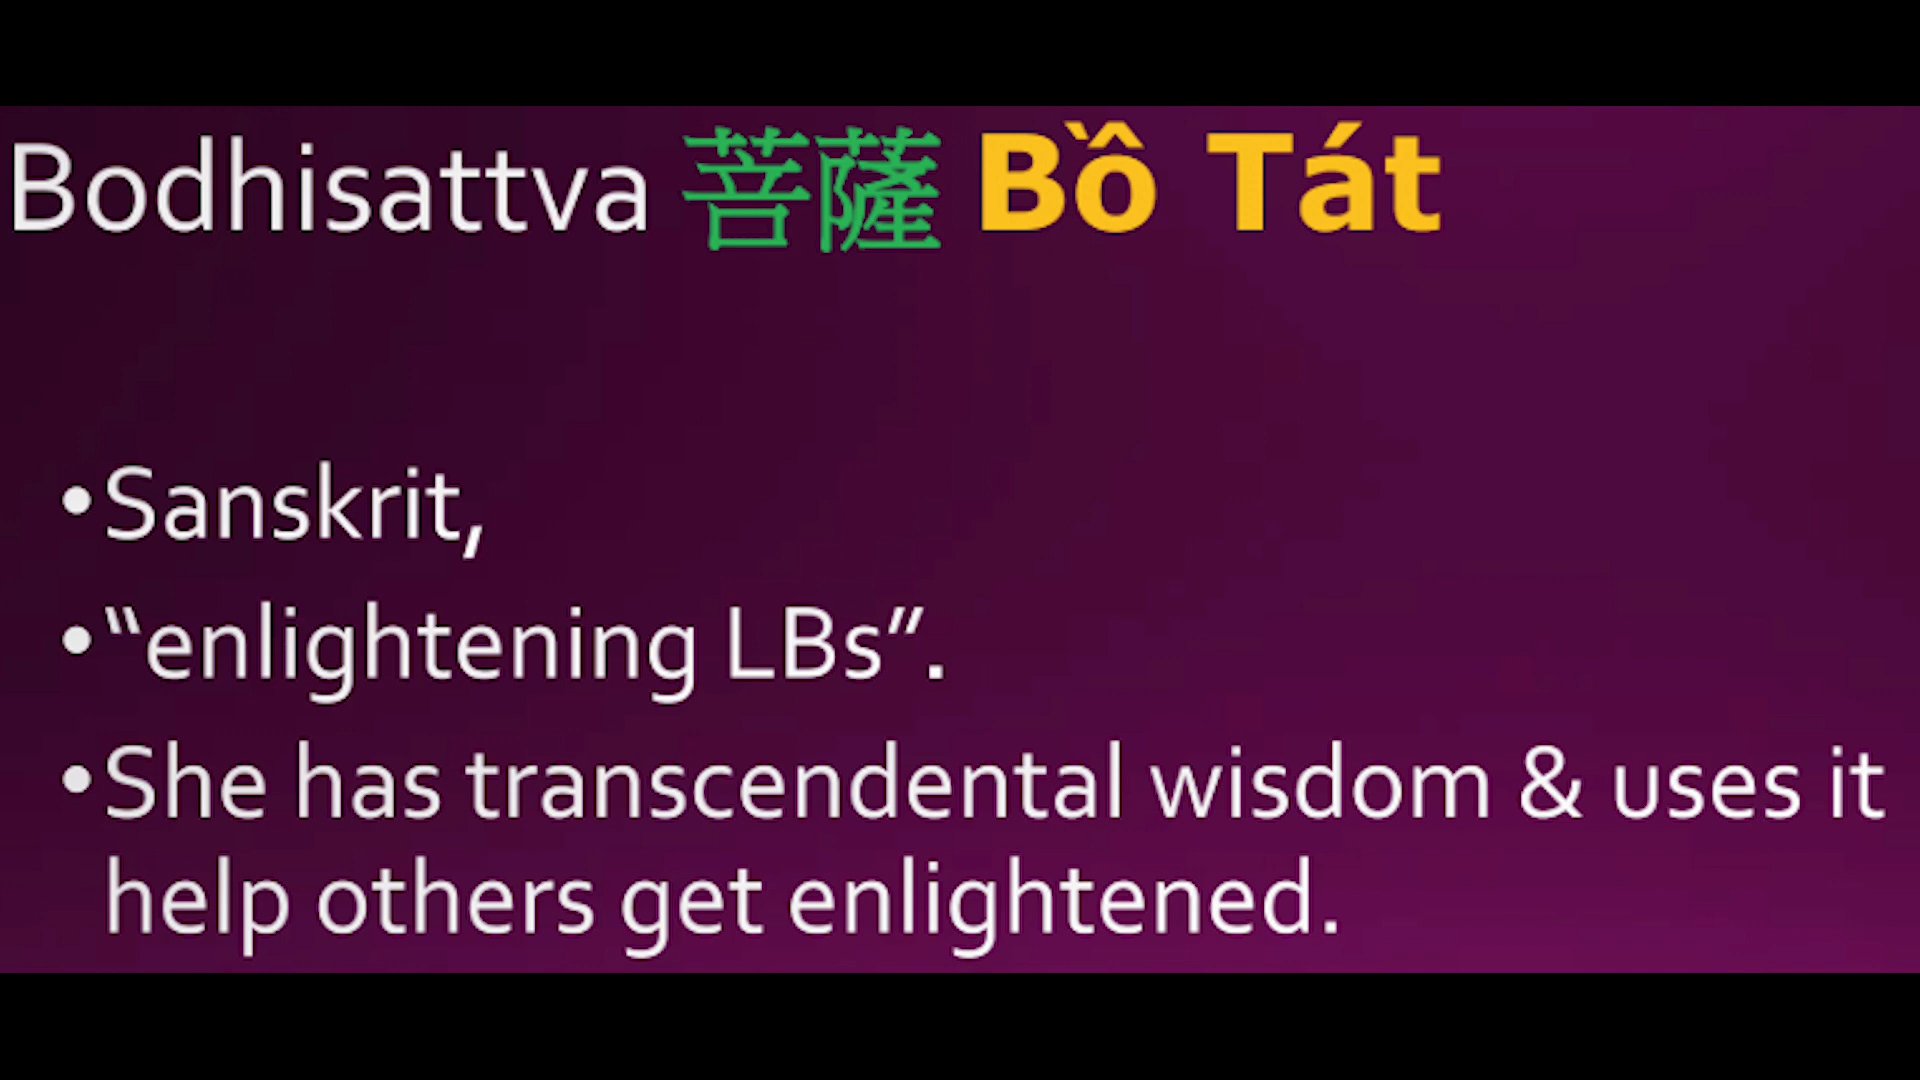 Bodhisattva 菩薩 Bồ Tát
•Sanskrit,
•“enlightening LBs”.
•She has transcendental wisdom & uses it
help others get enlightened.